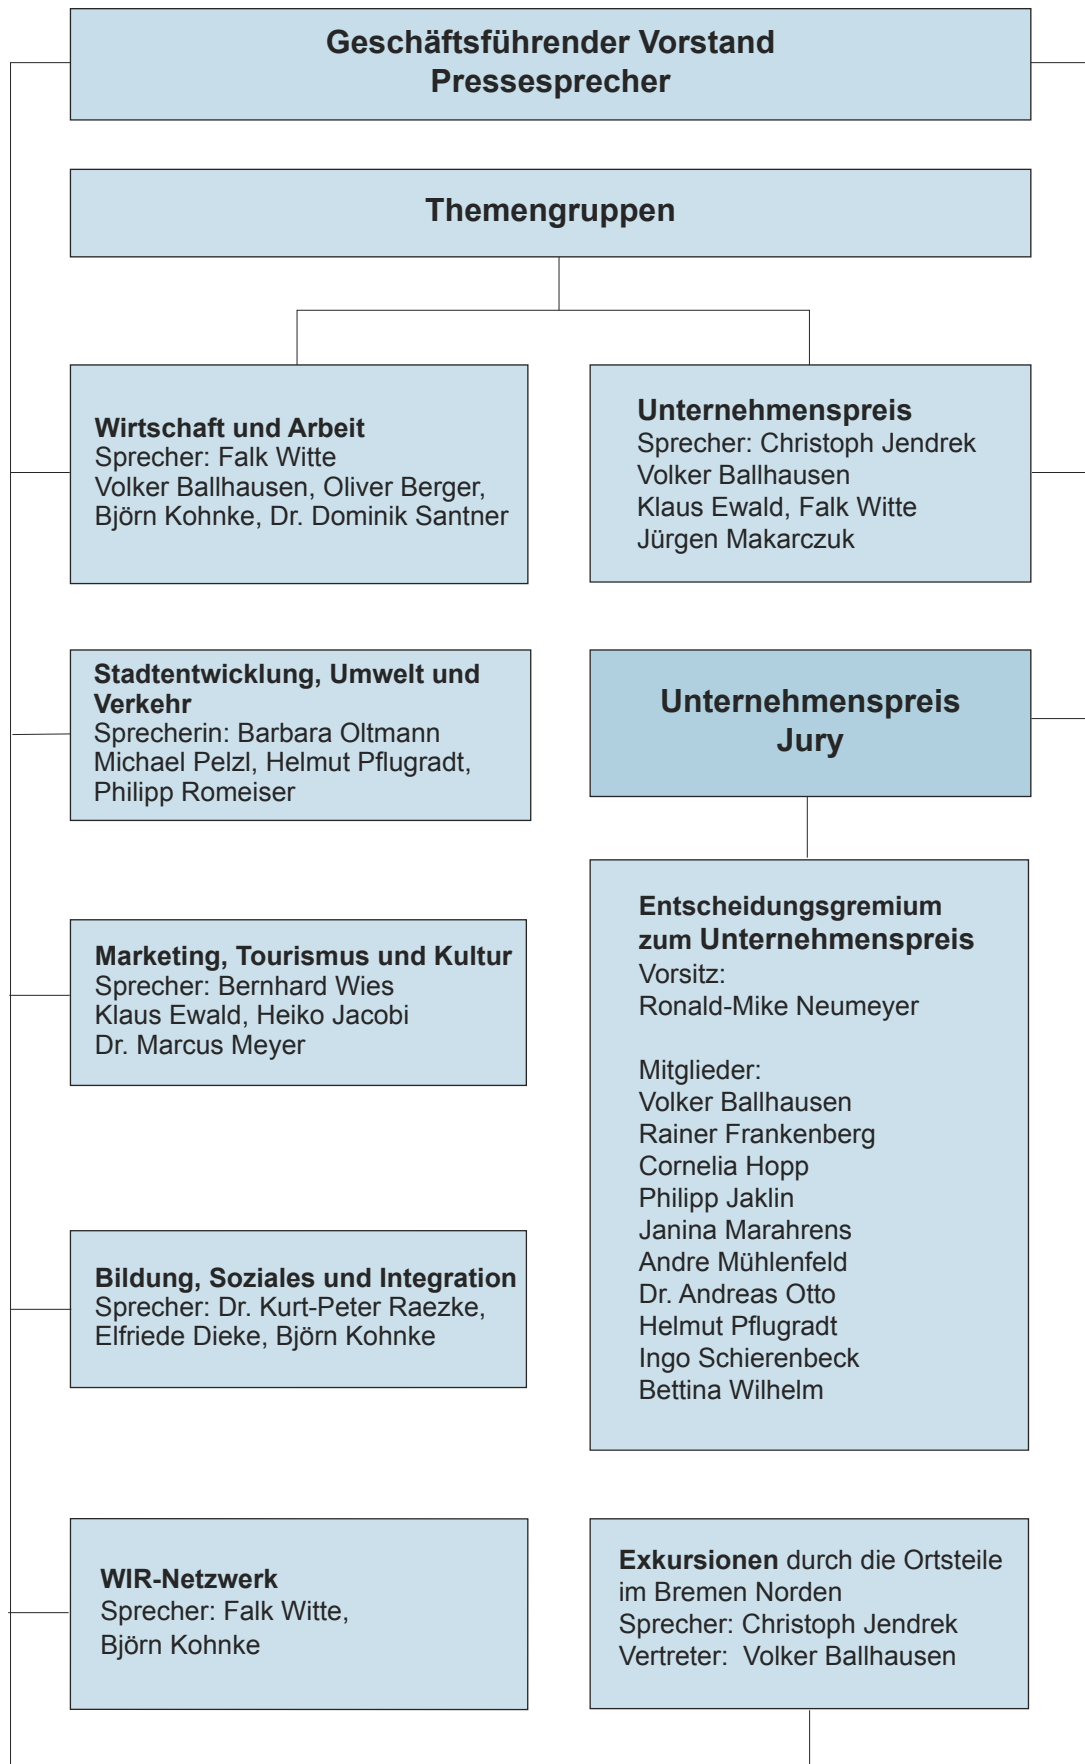 Geschäftsführender Vorstand
Pressesprecher
Themengruppen
Wirtschaft und Arbeit
Sprecher: Falk Witte
Volker Ballhausen, Oliver Berger,
Björn Kohnke, Dr. Dominik Santner
Unternehmenspreis
Sprecher: Christoph Jendrek
Volker Ballhausen
Klaus Ewald, Falk Witte
Jürgen Makarczuk
Stadtentwicklung, Umwelt und
Verkehr
Sprecherin: Barbara Oltmann
Michael Pelzl, Helmut Pflugradt,
Philipp Romeiser
Unternehmenspreis
Jury
Marketing, Tourismus und Kultur
Sprecher: Bernhard Wies
Klaus Ewald, Heiko Jacobi
Dr. Marcus Meyer
Entscheidungsgremium
zum Unternehmenspreis
Vorsitz:
Ronald-Mike Neumeyer
Mitglieder:
Volker Ballhausen
Rainer Frankenberg
Cornelia Hopp
Philipp Jaklin
Janina Marahrens
Andre Mühlenfeld
Dr. Andreas Otto
Helmut Pflugradt
Ingo Schierenbeck
Bettina Wilhelm
Bildung, Soziales und Integration
Sprecher: Dr. Kurt-Peter Raezke,
Elfriede Dieke, Björn Kohnke
WIR-Netzwerk
Sprecher: Falk Witte,
Björn Kohnke
Exkursionen durch die Ortsteile
im Bremen Norden
Sprecher: Christoph Jendrek
Vertreter: Volker Ballhausen